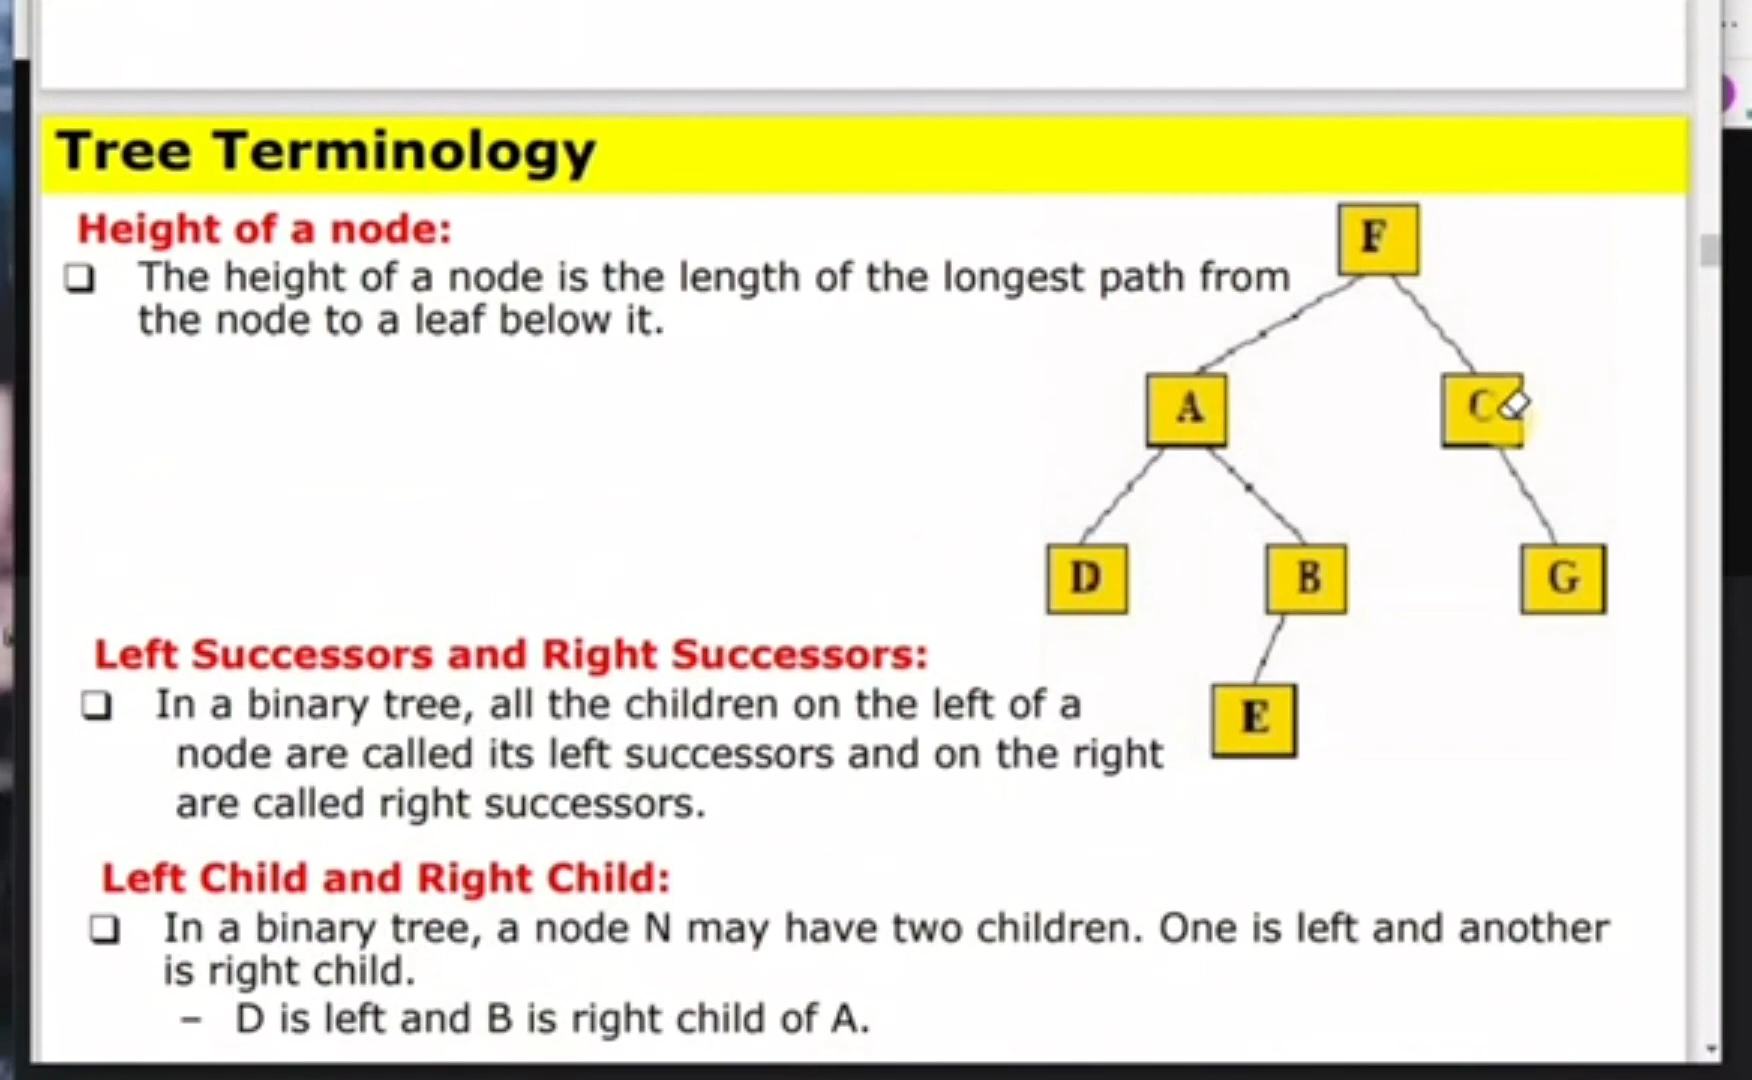 Tree Terminology
Height of a node:
❑ The height of a node is the length of the longest path from
the node to a leaf below it.
F
A C
D B G
E
Left Successors and Right Successors:
❑ In a binary tree, all the children on the left of a
node are called its left successors and on the right
are called right successors.
Left Child and Right Child:
❑ In a binary tree, a node N may have two children. One is left and another
is right child.
– D is left and B is right child of A.